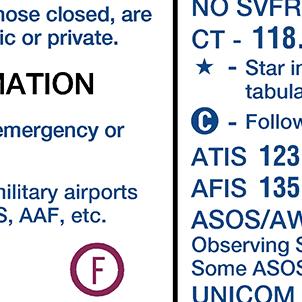 hose closed, are
ic or private.
MATION
emergency or
military airports
S, AAF, etc.
F
NO SVFR
CT - 118.
★ - Star in
tabula
C - Follow
ATIS 123
AFIS 135
ASOS/AW
Observing S
Some ASOS
UNICOM